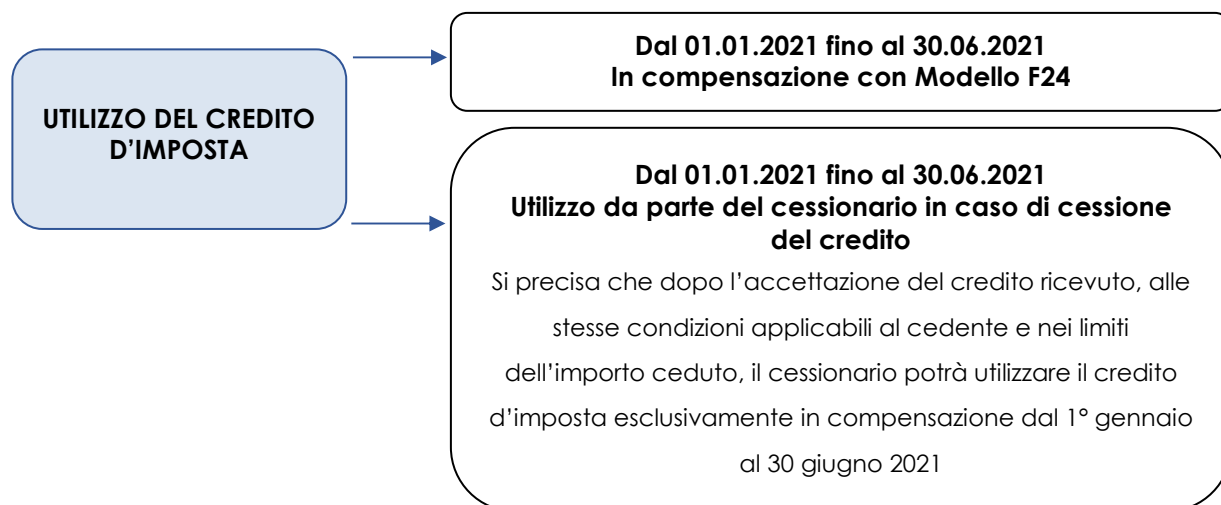 UTILIZZO DEL CREDITO
D’IMPOSTA
Dal 01.01.2021 fino al 30.06.2021
In compensazione con Modello F24
Dal 01.01.2021 fino al 30.06.2021
Utilizzo da parte del cessionario in caso di cessione
del credito
Si precisa che dopo l’accettazione del credito ricevuto, alle
stesse condizioni applicabili al cedente e nei limiti
dell’importo ceduto, il cessionario potrà utilizzare il credito
d’imposta esclusivamente in compensazione dal 1° gennaio
al 30 giugno 2021